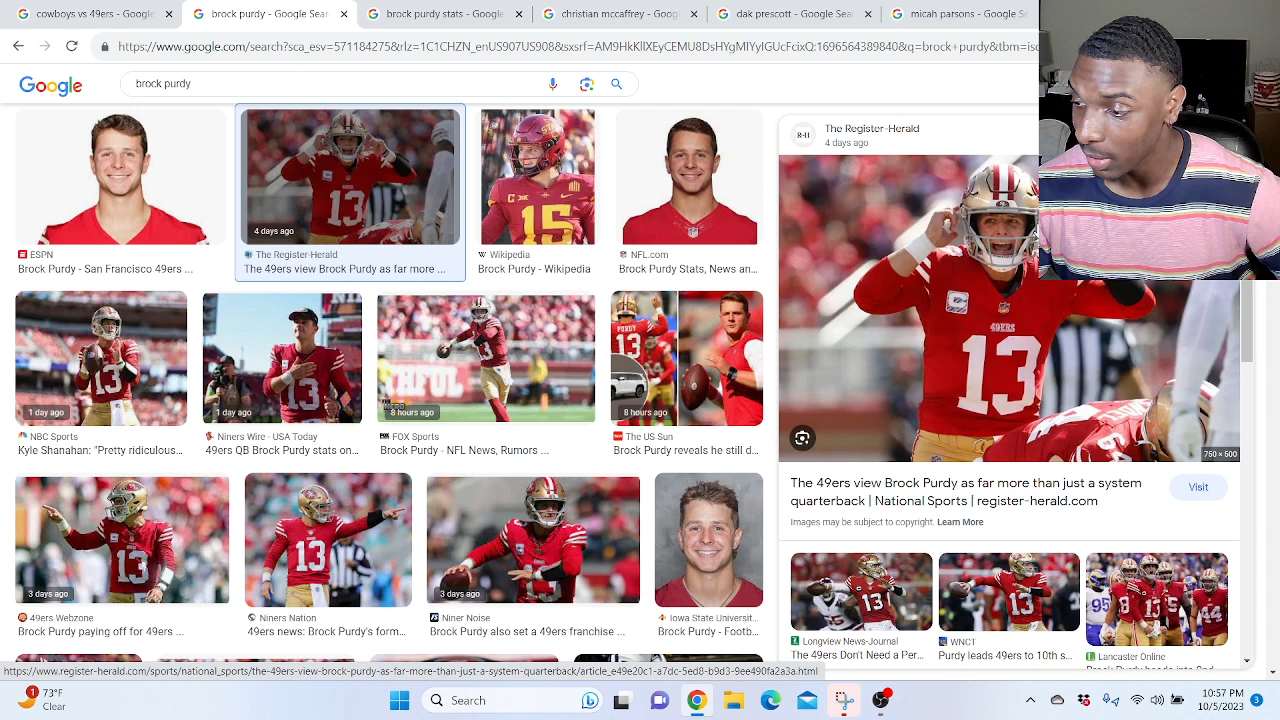 cowboys vs 49ers - Google
brock purdy - Google Sear
brock purdy stats - Googl
christian mccaffrey - Goog
dak prescott - Google Sea
micah parsons - Google Se
Google
brock purdy
ESPN
Brock Purdy - San Francisco 49ers ...
4 days ago
The Register-Herald
The 49ers view Brock Purdy as far more ...
Wikipedia
Brock Purdy - Wikipedia
NFL.com
Brock Purdy Stats, News an...
1 day ago
NBC Sports
Kyle Shanahan: "Pretty ridiculous...
1 day ago
Niners Wire - USA Today
49ers QB Brock Purdy stats on...
8 hours ago
FOX Sports
Brock Purdy - NFL News, Rumors ...
8 hours ago
The US Sun
Brock Purdy reveals he still d...
3 days ago
49ers Webzone
Brock Purdy paying off for 49ers ...
Niners Nation
49ers news: Brock Purdy's form...
3 days ago
Niner Noise
Brock Purdy also set a 49ers franchise ...
Iowa State Universit...
Brock Purdy - Footb...
R-H
The Register-Herald
4 days ago
49ERS
13
750 × 500
The 49ers view Brock Purdy as far more than just a system
quarterback | National Sports | register-herald.com
Visit
Images may be subject to copyright. Learn More
Longview News-Journal
The 49ers Don't Need a Per...
WNCT
Purdy leads 49ers to 10th s...
Lancaster Online
73°F
Clear
Search
10:57 PM
10/5/2023